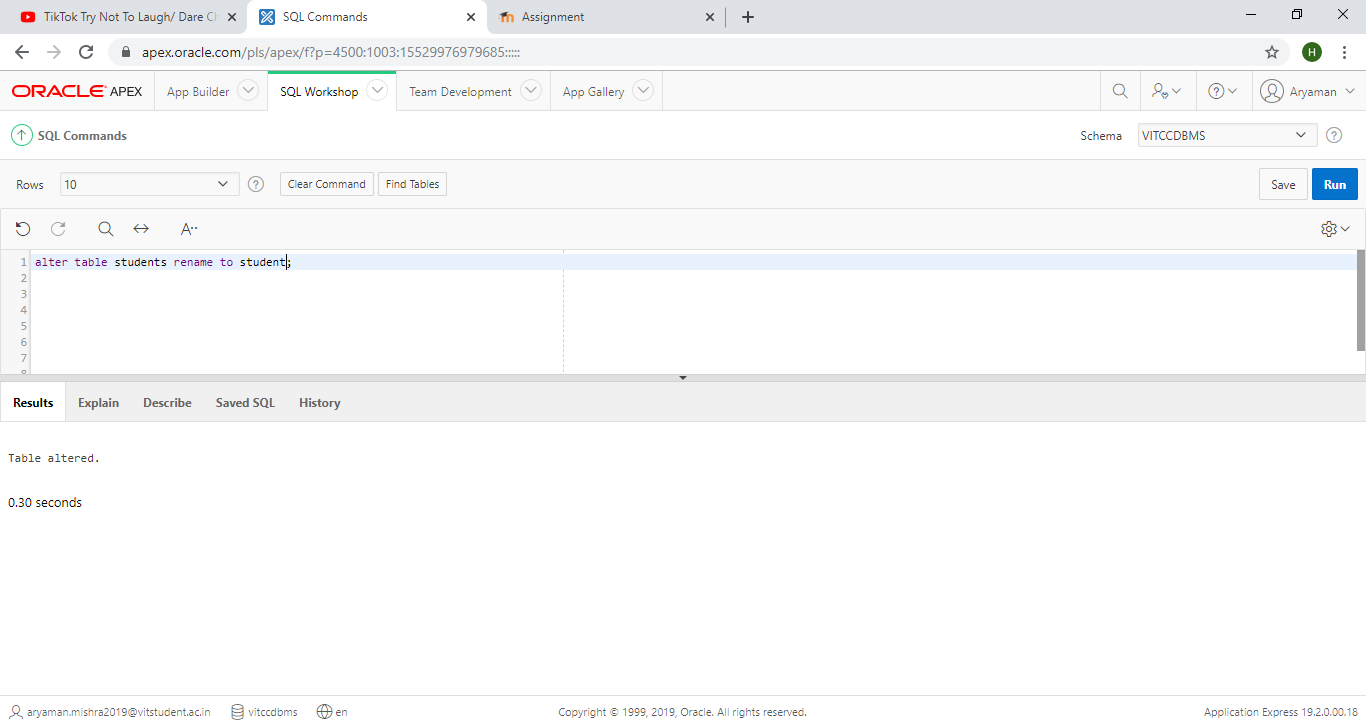 TikTok Try Not To Laugh/ Dare Ch
SQL Commands
Assignment
apex.oracle.com/pls/apex/f?p=4500:1003:15529976979685:::::
H
ORACLE APEX
App Builder
SQL Workshop
Team Development
App Gallery
Aryaman
SQL Commands
Schema
VITCCDBMS
Rows
10
Clear Command
Find Tables
Save
Run
A
1 alter table students rename to student;
2
3
4
5
6
7
8
Results
Explain
Describe
Saved SQL
History
Table altered.
0.30 seconds
aryaman.mishra2019@vitstudent.ac.in
vitccdbms
en
Copyright © 1999, 2019, Oracle. All rights reserved.
Application Express 19.2.0.00.18